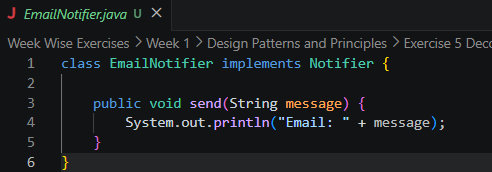 EmailNotifier.java U ×
Week Wise Exercises > Week 1 > Design Patterns and Principles > Exercise 5 Deco
1 class EmailNotifier implements Notifier {
2
3 public void send(String message) {
4 System.out.println("Email: " + message);
5 }
6 }